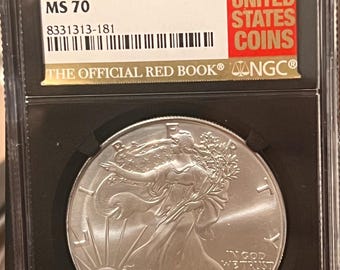 MS 70
8331313-181
UNITED
STATES
COINS
THE OFFICIAL RED BOOK® NGC®
LIBERTY
IN GOD
WE TRUST